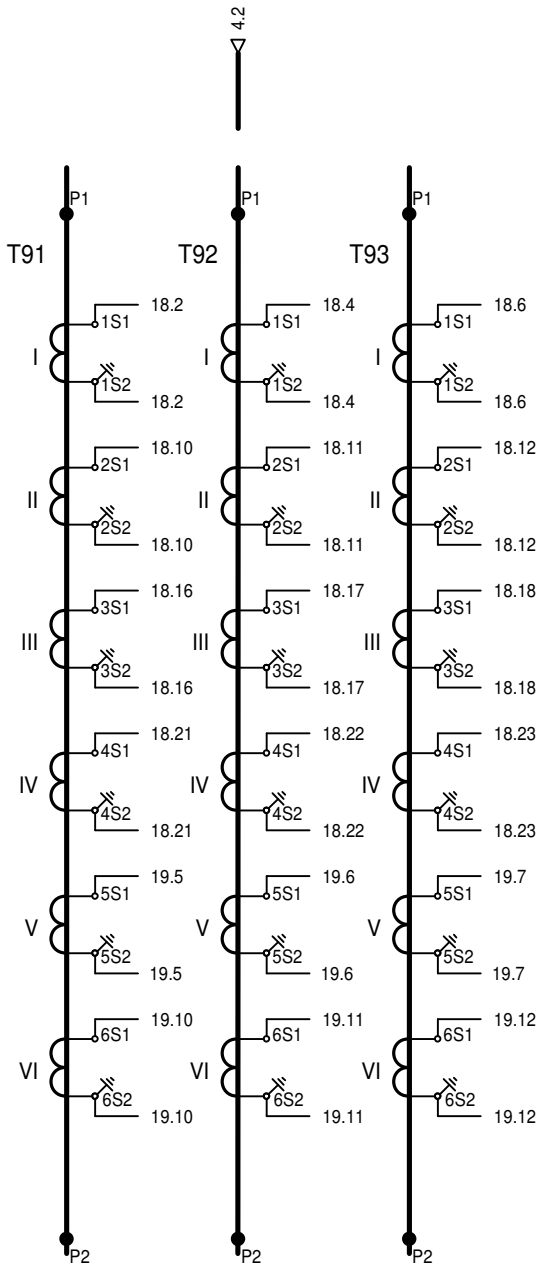 4.2
P1 P1 P1
T91 T92 T93
18.2 18.4 18.6
1S1 1S1 1S1
I I I
1S2 1S2 1S2
18.2 18.4 18.6
18.10 18.11 18.12
2S1 2S1 2S1
II II II
2S2 2S2 2S2
18.10 18.11 18.12
18.16 18.17 18.18
3S1 3S1 3S1
III III III
3S2 3S2 3S2
18.16 18.17 18.18
18.21 18.22 18.23
4S1 4S1 4S1
IV IV IV
4S2 4S2 4S2
18.21 18.22 18.23
19.5 19.6 19.7
5S1 5S1 5S1
V V V
5S2 5S2 5S2
19.5 19.6 19.7
19.10 19.11 19.12
6S1 6S1 6S1
VI VI VI
6S2 6S2 6S2
19.10 19.11 19.12
P2 P2 P2